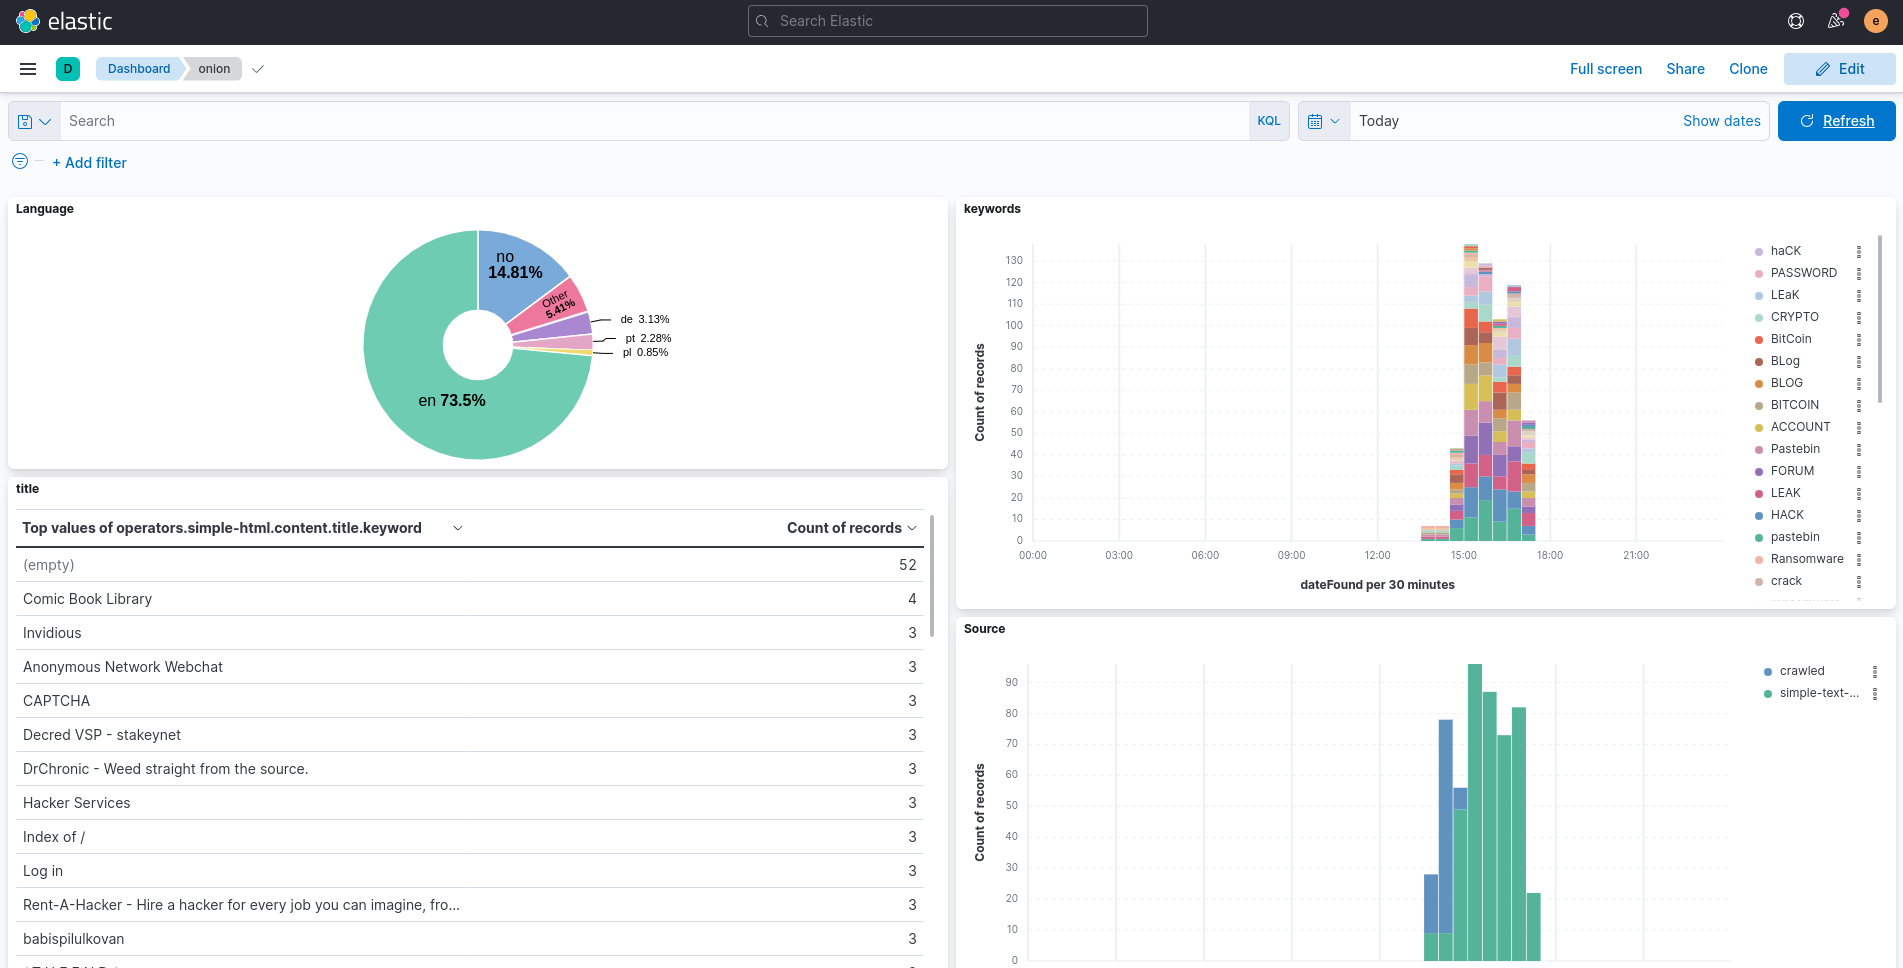 elastic
Search Elastic
e
D
Dashboard
onion
Full screen
Share
Clone
Edit
Search
KQL
Today
Show dates
Refresh
+ Add filter
Language
no
14.81%
Other
5.41%
de 3.13%
pt 2.28%
pl 0.85%
en 73.5%
title
Top values of operators.simple-html.content.title.keyword Count of records
(empty) 52
Comic Book Library 4
Invidious 3
Anonymous Network Webchat 3
CAPTCHA 3
Decred VSP - stakeynet 3
DrChronic - Weed straight from the source. 3
Hacker Services 3
Index of / 3
Log in 3
Rent-A-Hacker - Hire a hacker for every job you can imagine, fro... 3
babispilulkovan 3
keywords
Count of records
130
120
110
100
90
80
70
60
50
40
30
20
10
0
00:00 03:00 06:00 09:00 12:00 15:00 18:00 21:00
dateFound per 30 minutes
haCK
PASSWORD
LEaK
CRYPTO
BitCoin
BLog
BLOG
BITCOIN
ACCOUNT
Pastebin
FORUM
LEAK
HACK
pastebin
Ransomware
crack
Source
Count of records
90
80
70
60
50
40
30
20
10
0
crawled
simple-text-...